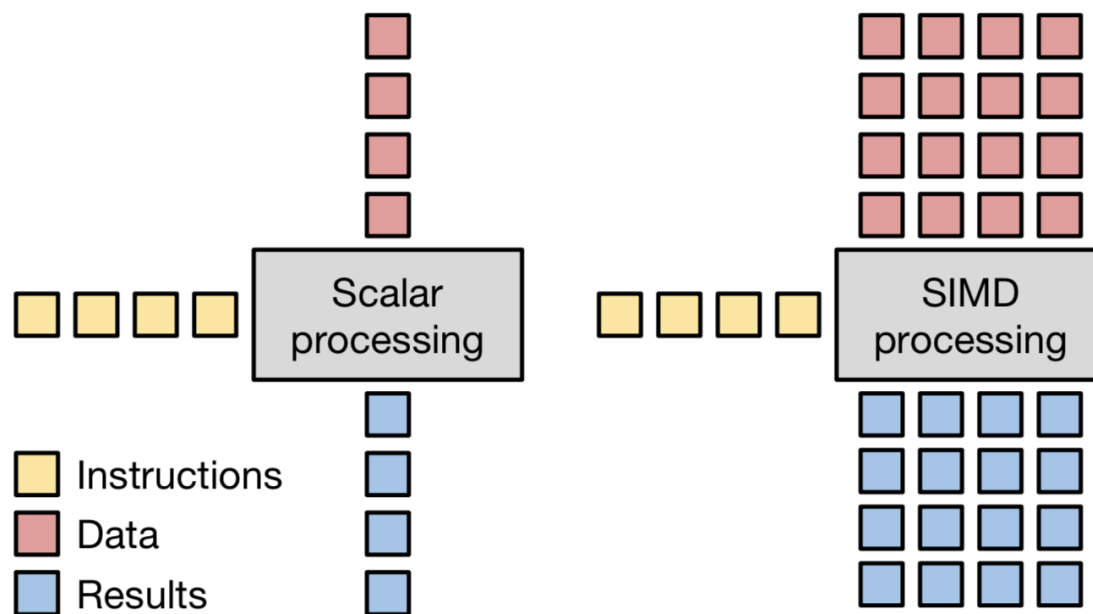 Scalar
processing
SIMD
processing
Instructions
Data
Results